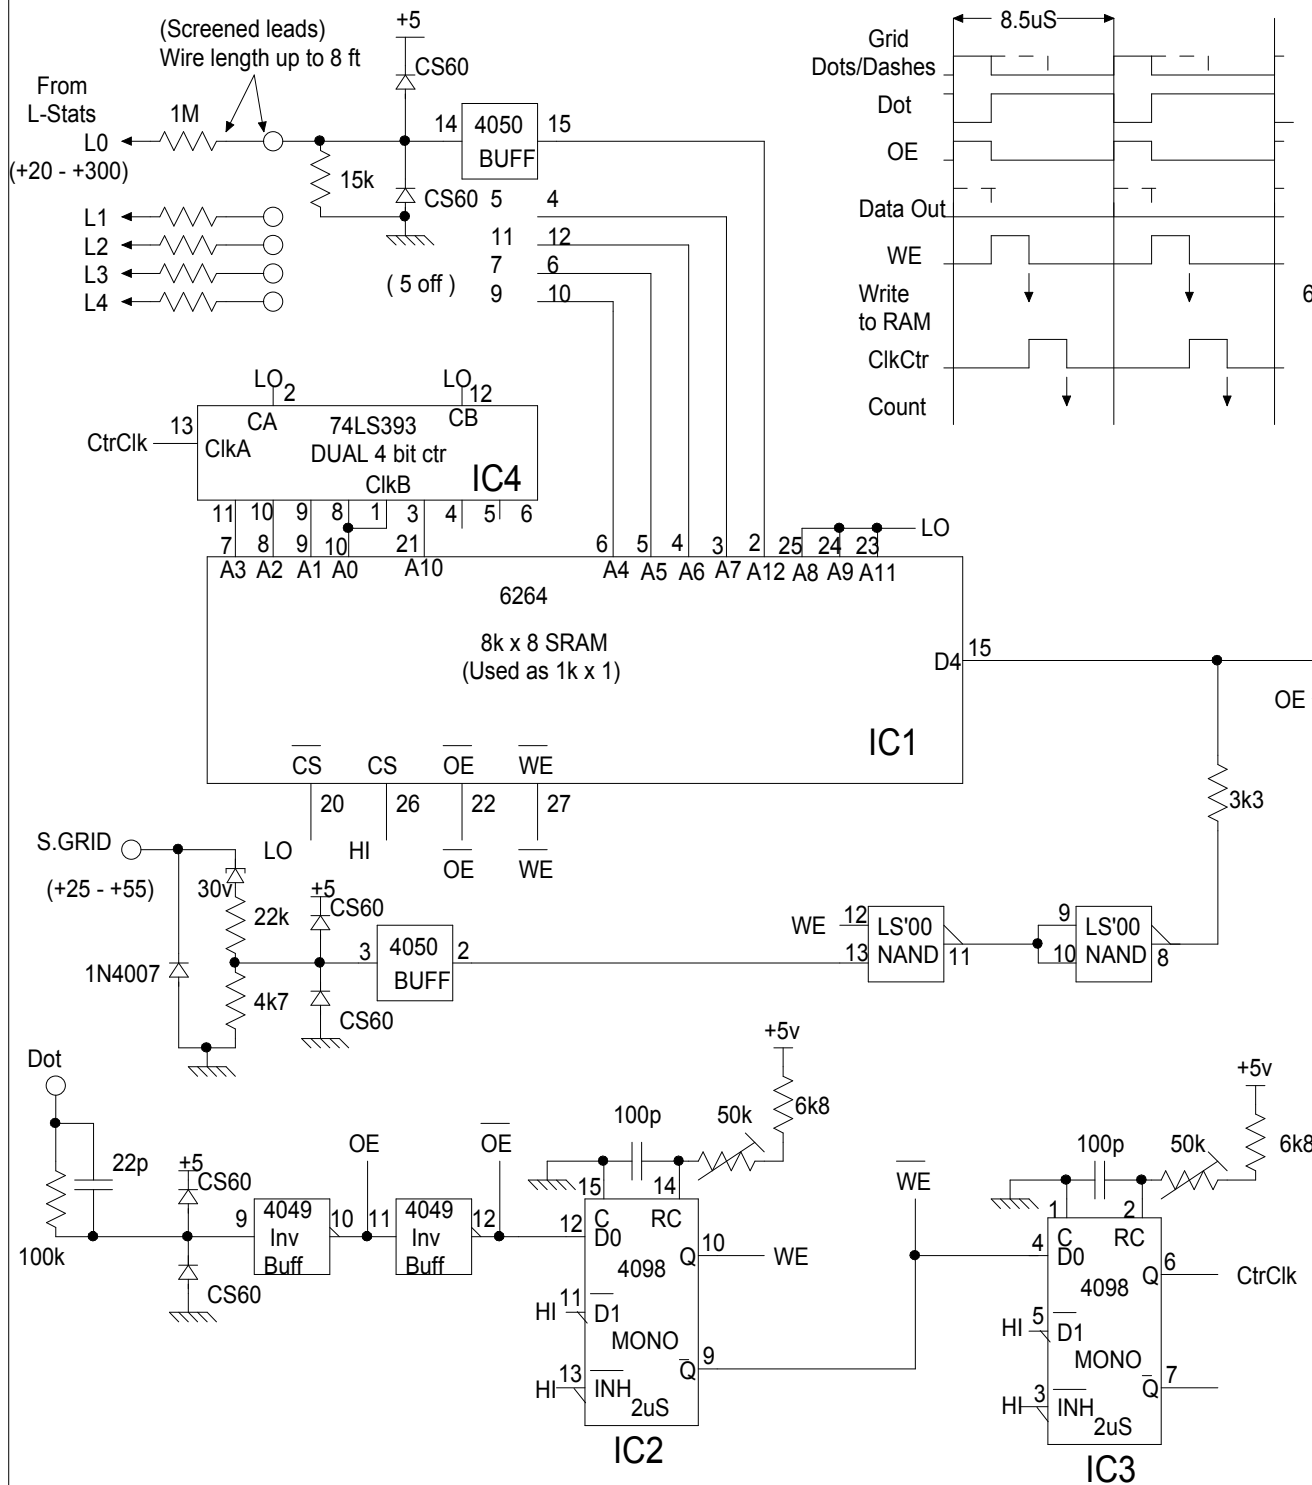 (Screened leads)
Wire length up to 8 ft
+5
CS60
From
L-Stats
1M
L0
(+20 - +300)
15k
14
4050
BUFF
15
CS60
L1
L2
L3
L4
( 5 off )
5 4
11 12
7 6
9 10
8.5uS
Grid
Dots/Dashes
Dot
OE
Data Out
WE
Write
to RAM
6
ClkCtr
Count
LO 2
LO 12
CtrClk
13
ClkA
CA
74LS393
CB
DUAL 4 bit ctr
ClkB
IC4
11 10 9 8 1 3 4 5 6
7 8 9 10 21
A3 A2 A1 A0 A10
6 5 4 3 2 25 24 23
LO
A4 A5 A6 A7 A12 A8 A9 A11
6264
8k x 8 SRAM
(Used as 1k x 1)
D4
15
OE
IC1
CS CS OE WE
20 26 22 27
LO HI OE WE
3k3
S.GRID
(+25 - +55)
30v
22k
+5
CS60
1N4007
4k7
3
4050
BUFF
2
CS60
WE
12
13
LS'00
NAND
11
9
10
LS'00
NAND
8
Dot
22p
100k
+5
CS60
CS60
9
4049
Inv
Buff
10
OE
11
4049
Inv
Buff
12
OE
+5v
6k8
100p
50k
15
14
12
C
RC
D0
Q
10
WE
4098
HI
11
D1
MONO
Q
9
HI
13
INH
2uS
IC2
WE
+5v
6k8
100p
50k
1
2
4
C
RC
D0
Q
6
CtrClk
4098
HI
5
D1
MONO
Q
7
HI
3
INH
2uS
IC3